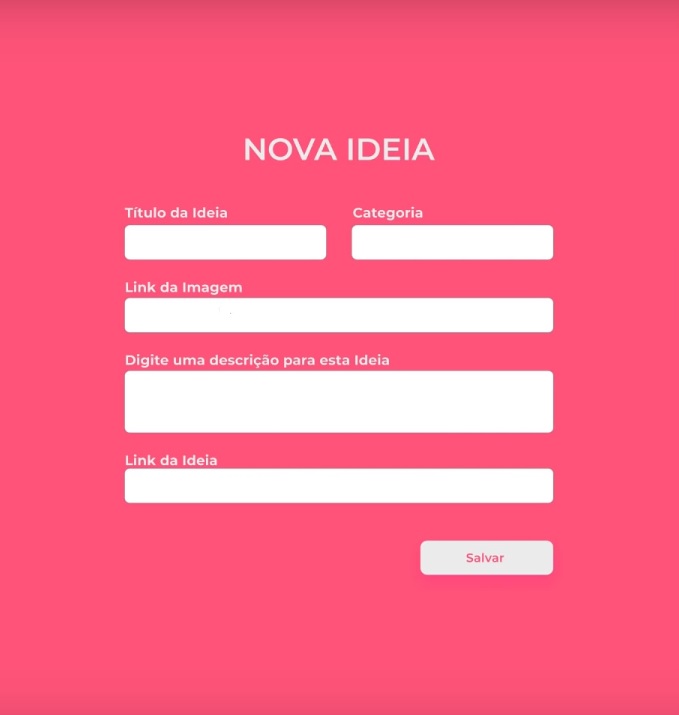 NOVA IDEIA
Título da Ideia
Categoria
Link da Imagem
Digite uma descrição para esta Ideia
Link da Ideia
Salvar